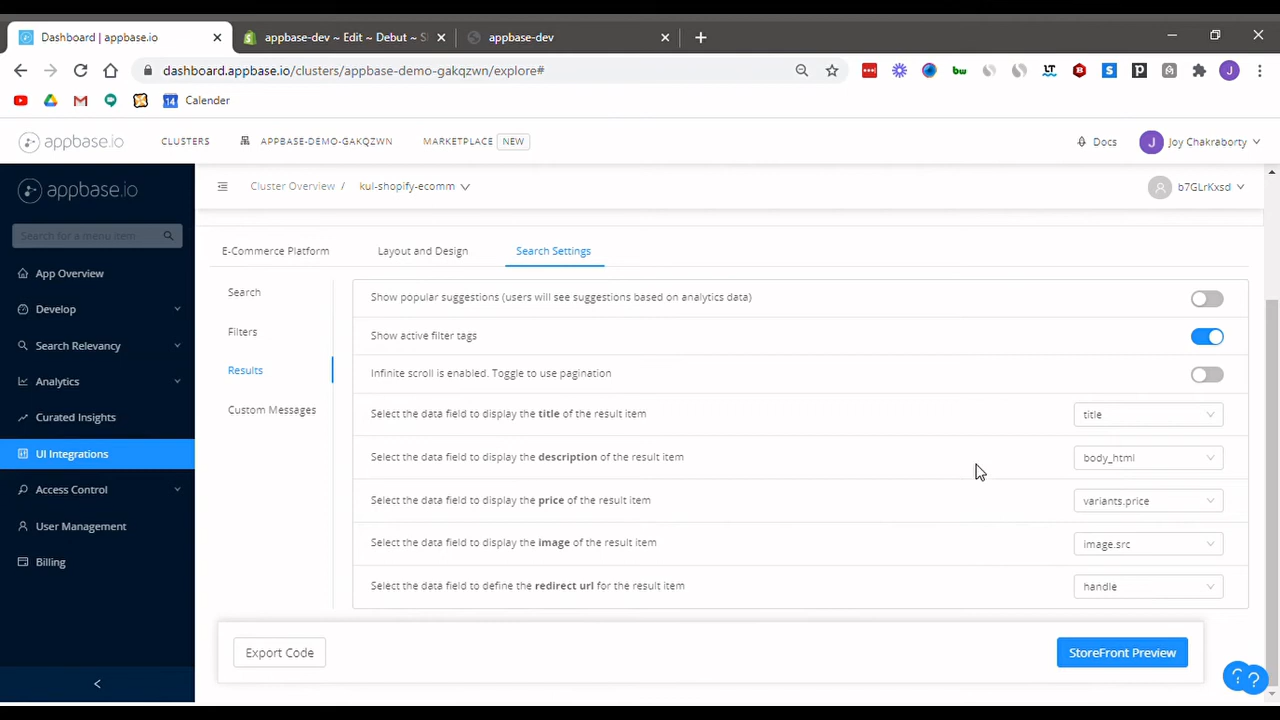 Dashboard | appbase.io
appbase-dev ~ Edit ~ Debut ~ S
appbase-dev
dashboard.appbase.io/clusters/appbase-demo-gakqzwn/explore#
14 Calender
appbase.io
CLUSTERS
APPBASE-DEMO-GAKQZWN
MARKETPLACE NEW
Docs
J Joy Chakraborty
appbase.io
Cluster Overview / kul-shopify-ecomm
b7GLrKxsd
Search for a menu item
E-Commerce Platform
Layout and Design
Search Settings
App Overview
Develop
Search Relevancy
Analytics
Curated Insights
UI Integrations
Access Control
User Management
Billing
<
Search
Filters
Results
Custom Messages
Show popular suggestions (users will see suggestions based on analytics data)
Show active filter tags
Infinite scroll is enabled. Toggle to use pagination
Select the data field to display the title of the result item
title
Select the data field to display the description of the result item
body_html
Select the data field to display the price of the result item
variants.price
Select the data field to display the image of the result item
image.src
Select the data field to define the redirect url for the result item
handle
Export Code
StoreFront Preview
??